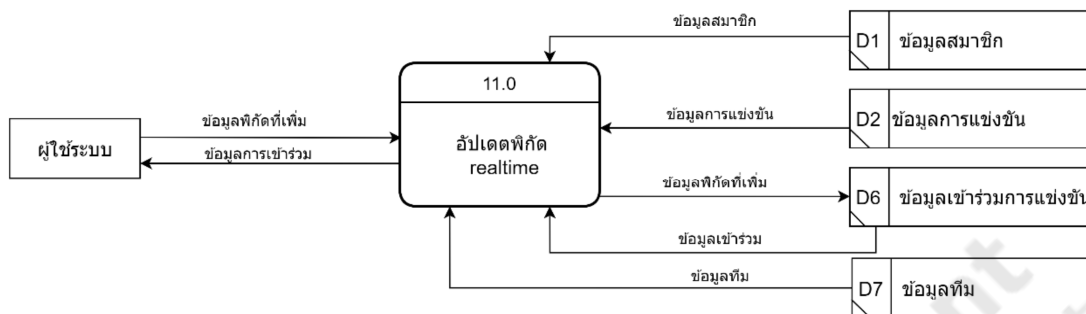 ข้อมูลสมาชิก
D1 ข้อมูลสมาชิก
11.0
ข้อมูลพิกัดที่เพิ่ม
ข้อมูลการแข่งขัน
D2 ข้อมูลการแข่งขัน
ผู้ใช้ระบบ
อัปเดตพิกัด
realtime
ข้อมูลการเข้าร่วม
ข้อมูลพิกัดที่เพิ่ม
D6 ข้อมูลเข้าร่วมการแข่งขัน
ข้อมูลเข้าร่วม
ข้อมูลทีม
D7 ข้อมูลทีม